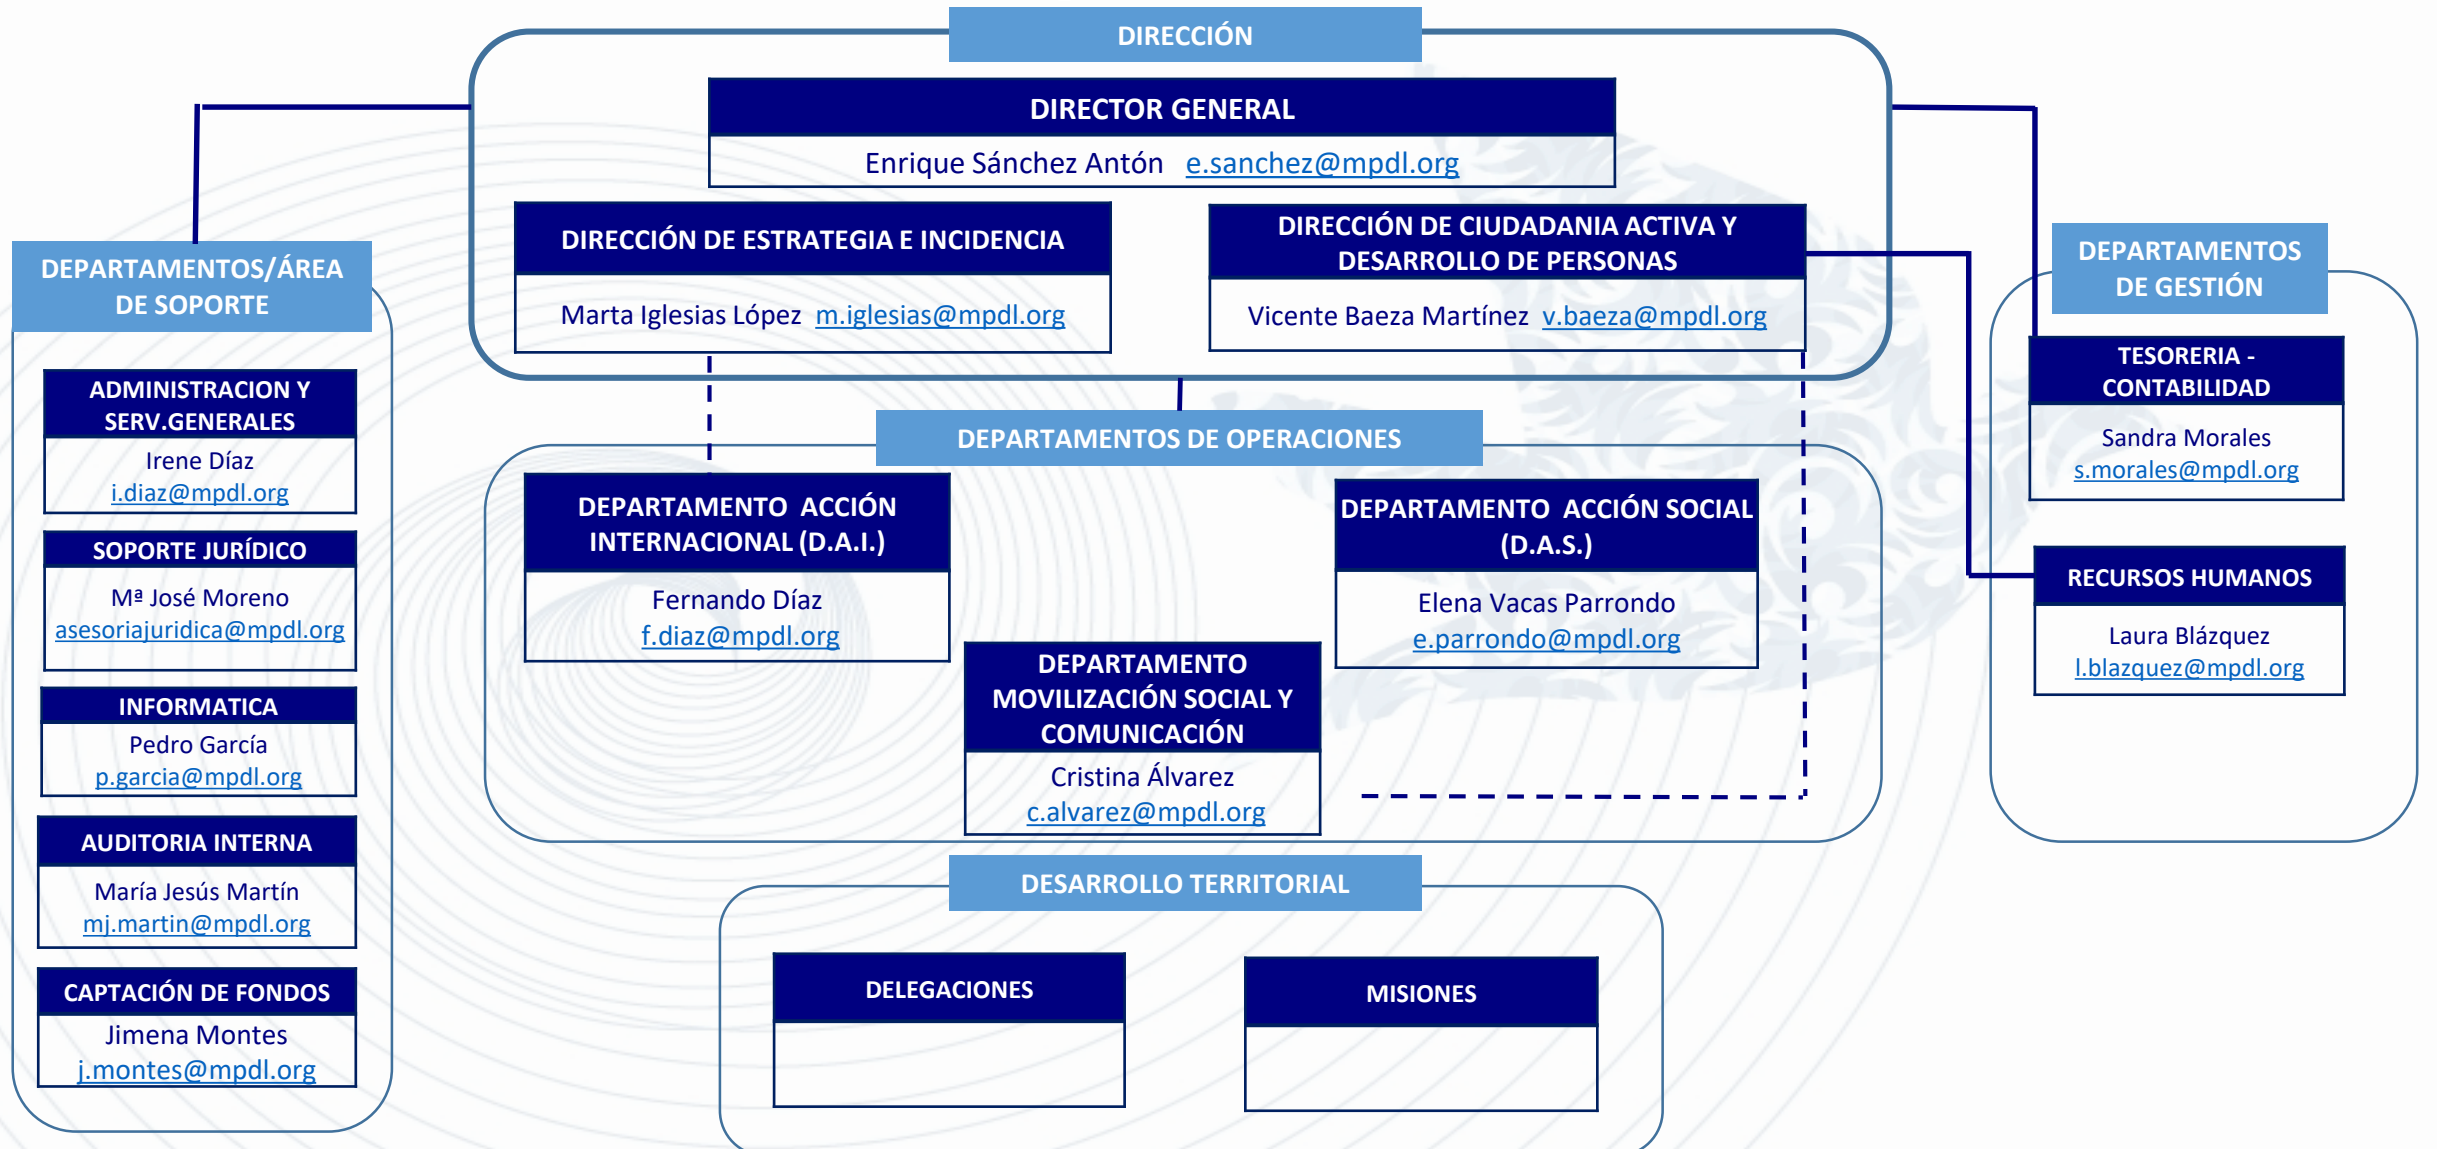 DIRECCIÓN
DIRECTOR GENERAL
Enrique Sánchez Antón e.sanchez@mpdl.org
DIRECCIÓN DE ESTRATEGIA E INCIDENCIA
Marta Iglesias López m.iglesias@mpdl.org
DIRECCIÓN DE CIUDADANIA ACTIVA Y
DESARROLLO DE PERSONAS
Vicente Baeza Martínez v.baeza@mpdl.org
DEPARTAMENTOS/ÁREA
DE SOPORTE
ADMINISTRACION Y
SERV.GENERALES
Irene Díaz
i.diaz@mpdl.org
SOPORTE JURÍDICO
Mª José Moreno
asesoriajuridica@mpdl.org
INFORMATICA
Pedro García
p.garcia@mpdl.org
AUDITORIA INTERNA
María Jesús Martín
mj.martin@mpdl.org
CAPTACIÓN DE FONDOS
Jimena Montes
j.montes@mpdl.org
DEPARTAMENTOS DE OPERACIONES
DEPARTAMENTO ACCIÓN
INTERNACIONAL (D.A.I.)
Fernando Díaz
f.diaz@mpdl.org
DEPARTAMENTO
MOVILIZACIÓN SOCIAL Y
COMUNICACIÓN
Cristina Álvarez
c.alvarez@mpdl.org
DEPARTAMENTO ACCIÓN SOCIAL
(D.A.S.)
Elena Vacas Parrondo
e.parrondo@mpdl.org
DEPARTAMENTOS
DE GESTIÓN
TESORERIA -
CONTABILIDAD
Sandra Morales
s.morales@mpdl.org
RECURSOS HUMANOS
Laura Blázquez
l.blazquez@mpdl.org
DESARROLLO TERRITORIAL
DELEGACIONES
MISIONES